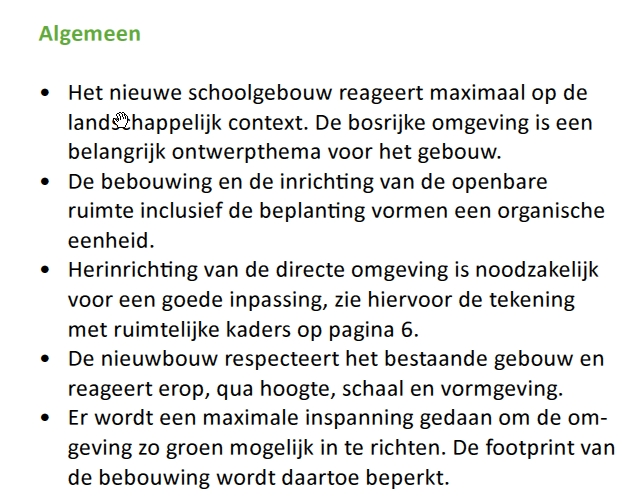 Algemeen
• Het nieuwe schoolgebouw reageert maximaal op de
landschappelijk context. De bosrijke omgeving is een
belangrijk ontwerpthema voor het gebouw.
• De bebouwing en de inrichting van de openbare
ruimte inclusief de beplanting vormen een organische
eenheid.
• Herinrichting van de directe omgeving is noodzakelijk
voor een goede inpassing, zie hiervoor de tekening
met ruimtelijke kaders op pagina 6.
• De nieuwbouw respecteert het bestaande gebouw en
reageert erop, qua hoogte, schaal en vormgeving.
• Er wordt een maximale inspanning gedaan om de om-
geving zo groen mogelijk in te richten. De footprint van
de bebouwing wordt daartoe beperkt.